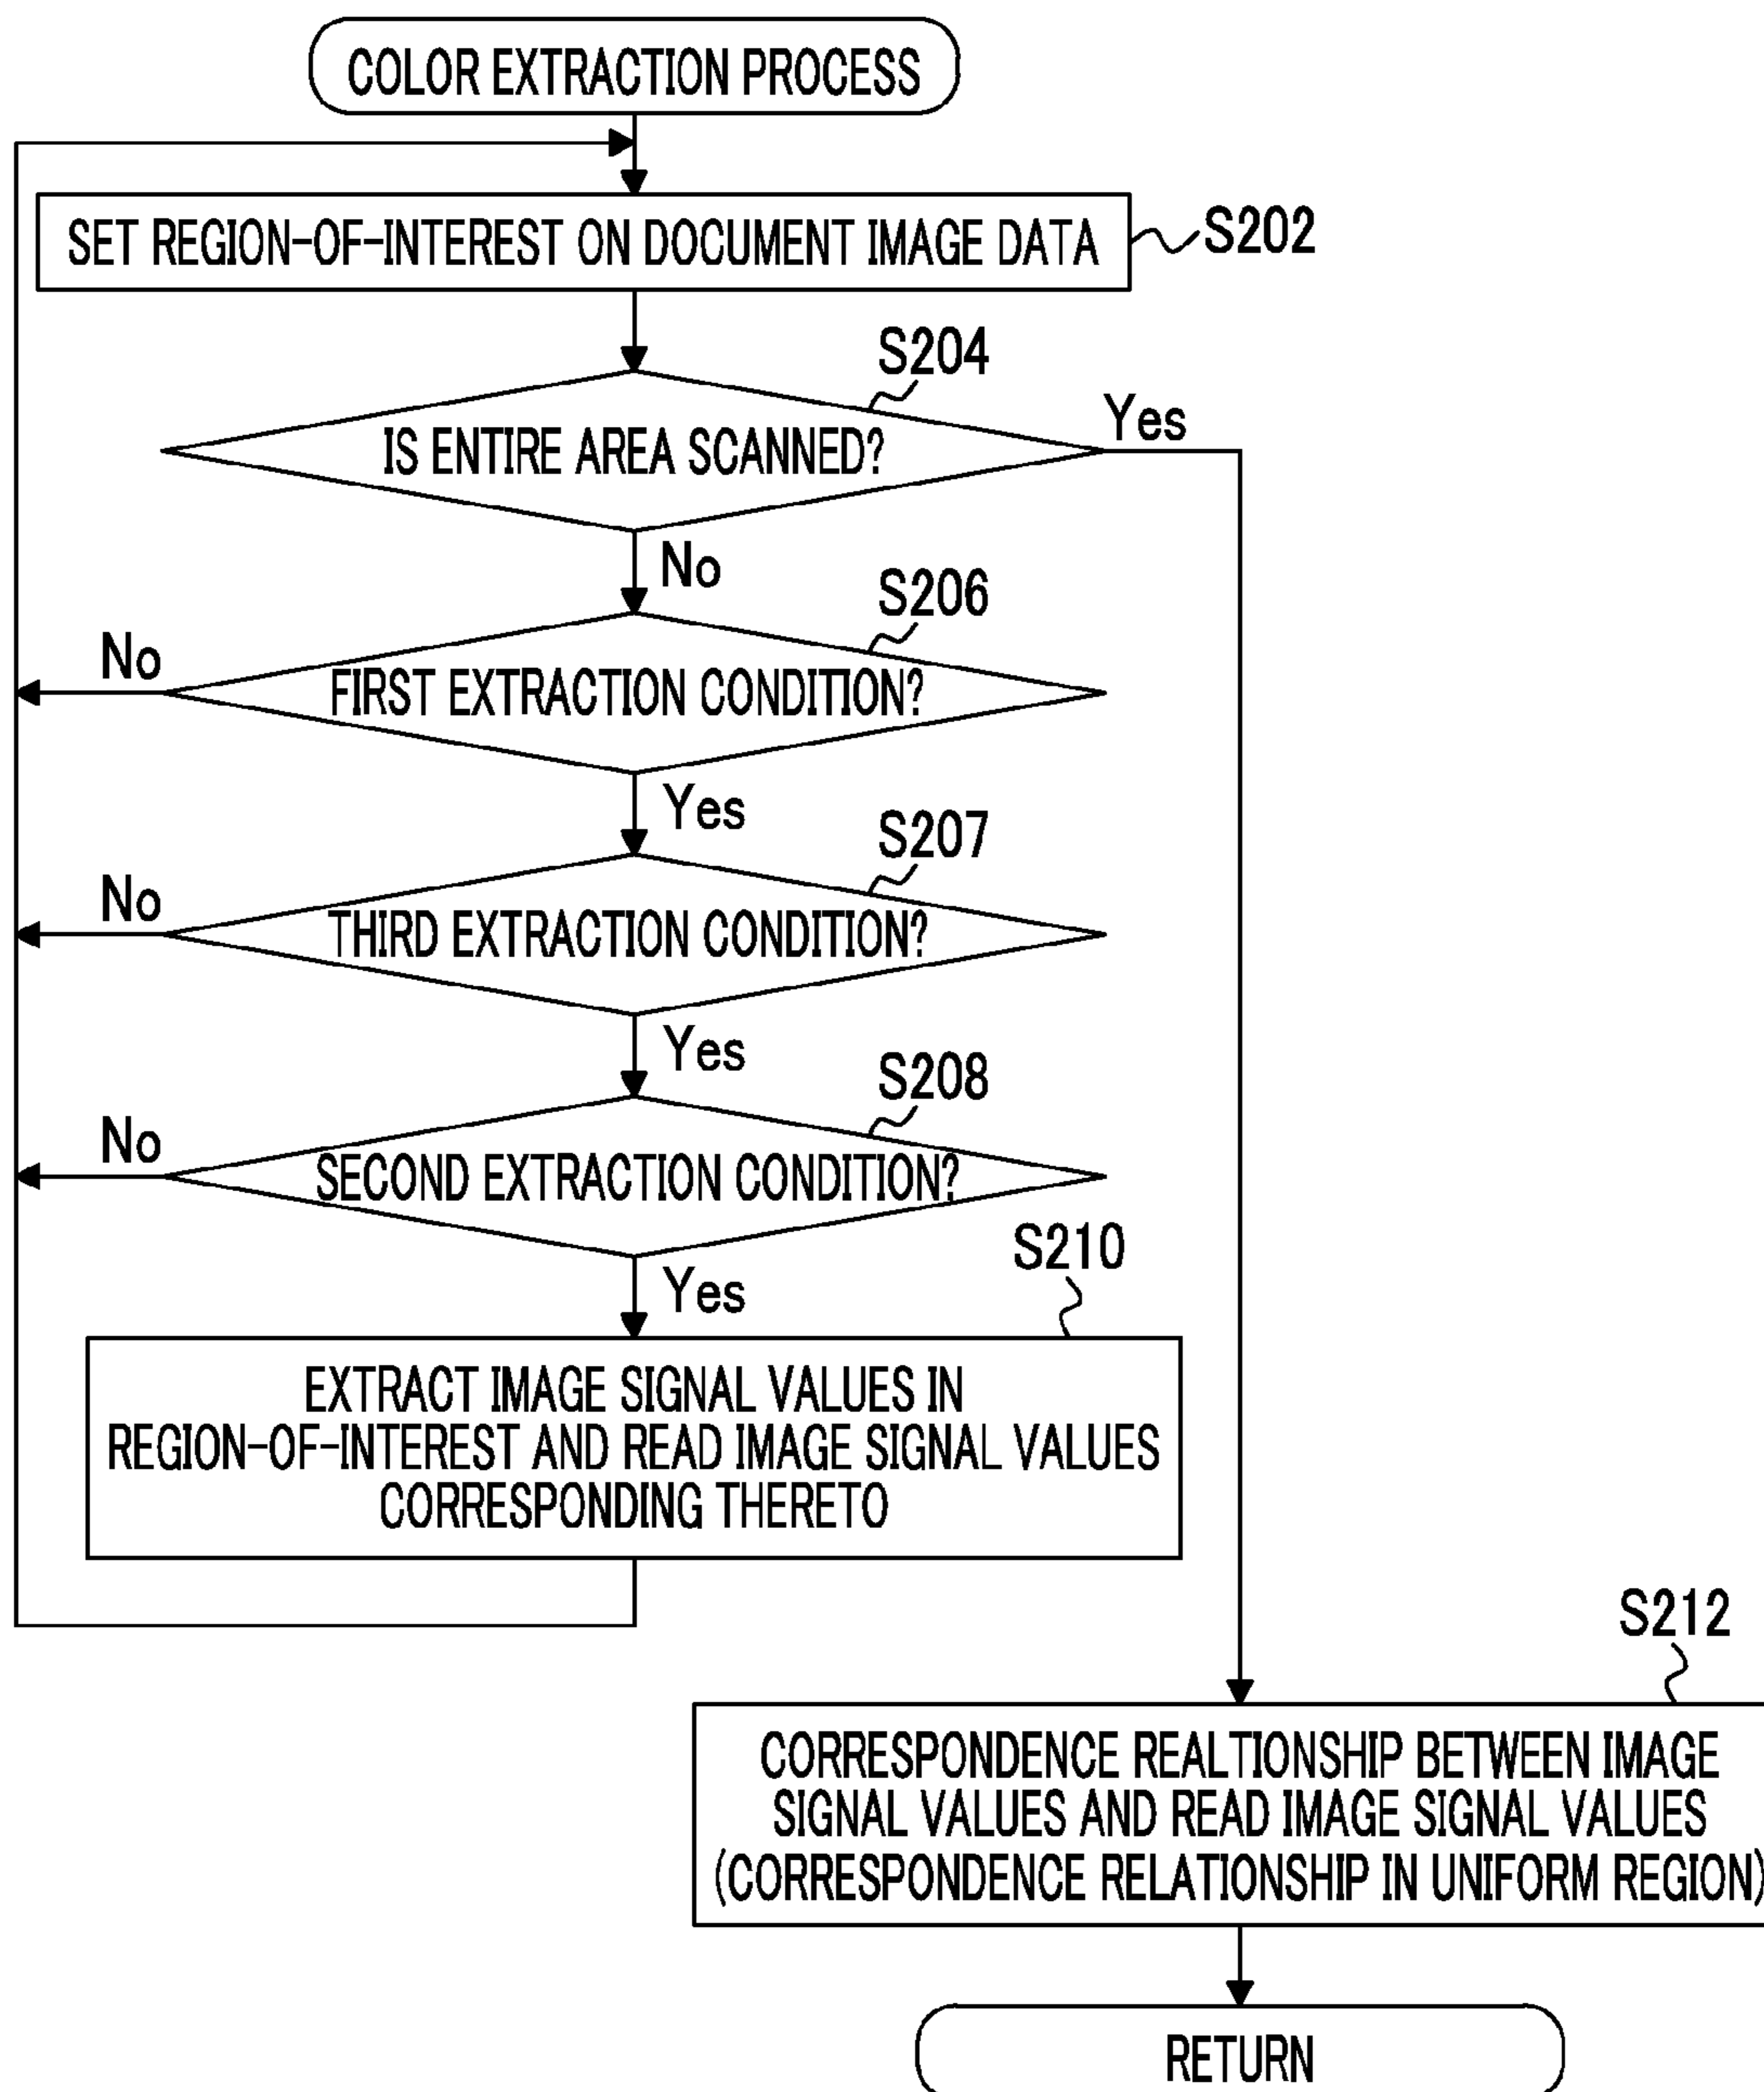 COLOR EXTRACTION PROCESS
SET REGION-OF-INTEREST ON DOCUMENT IMAGE DATA
S202
S204
IS ENTIRE AREA SCANNED?
Yes
No
S206
FIRST EXTRACTION CONDITION?
No
Yes
S207
THIRD EXTRACTION CONDITION?
No
Yes
S208
SECOND EXTRACTION CONDITION?
No
Yes
S210
EXTRACT IMAGE SIGNAL VALUES IN
REGION-OF-INTEREST AND READ IMAGE SIGNAL VALUES
CORRESPONDING THERETO
S212
CORRESPONDENCE REALTIONSHIP BETWEEN IMAGE
SIGNAL VALUES AND READ IMAGE SIGNAL VALUES
(CORRESPONDENCE RELATIONSHIP IN UNIFORM REGION)
RETURN